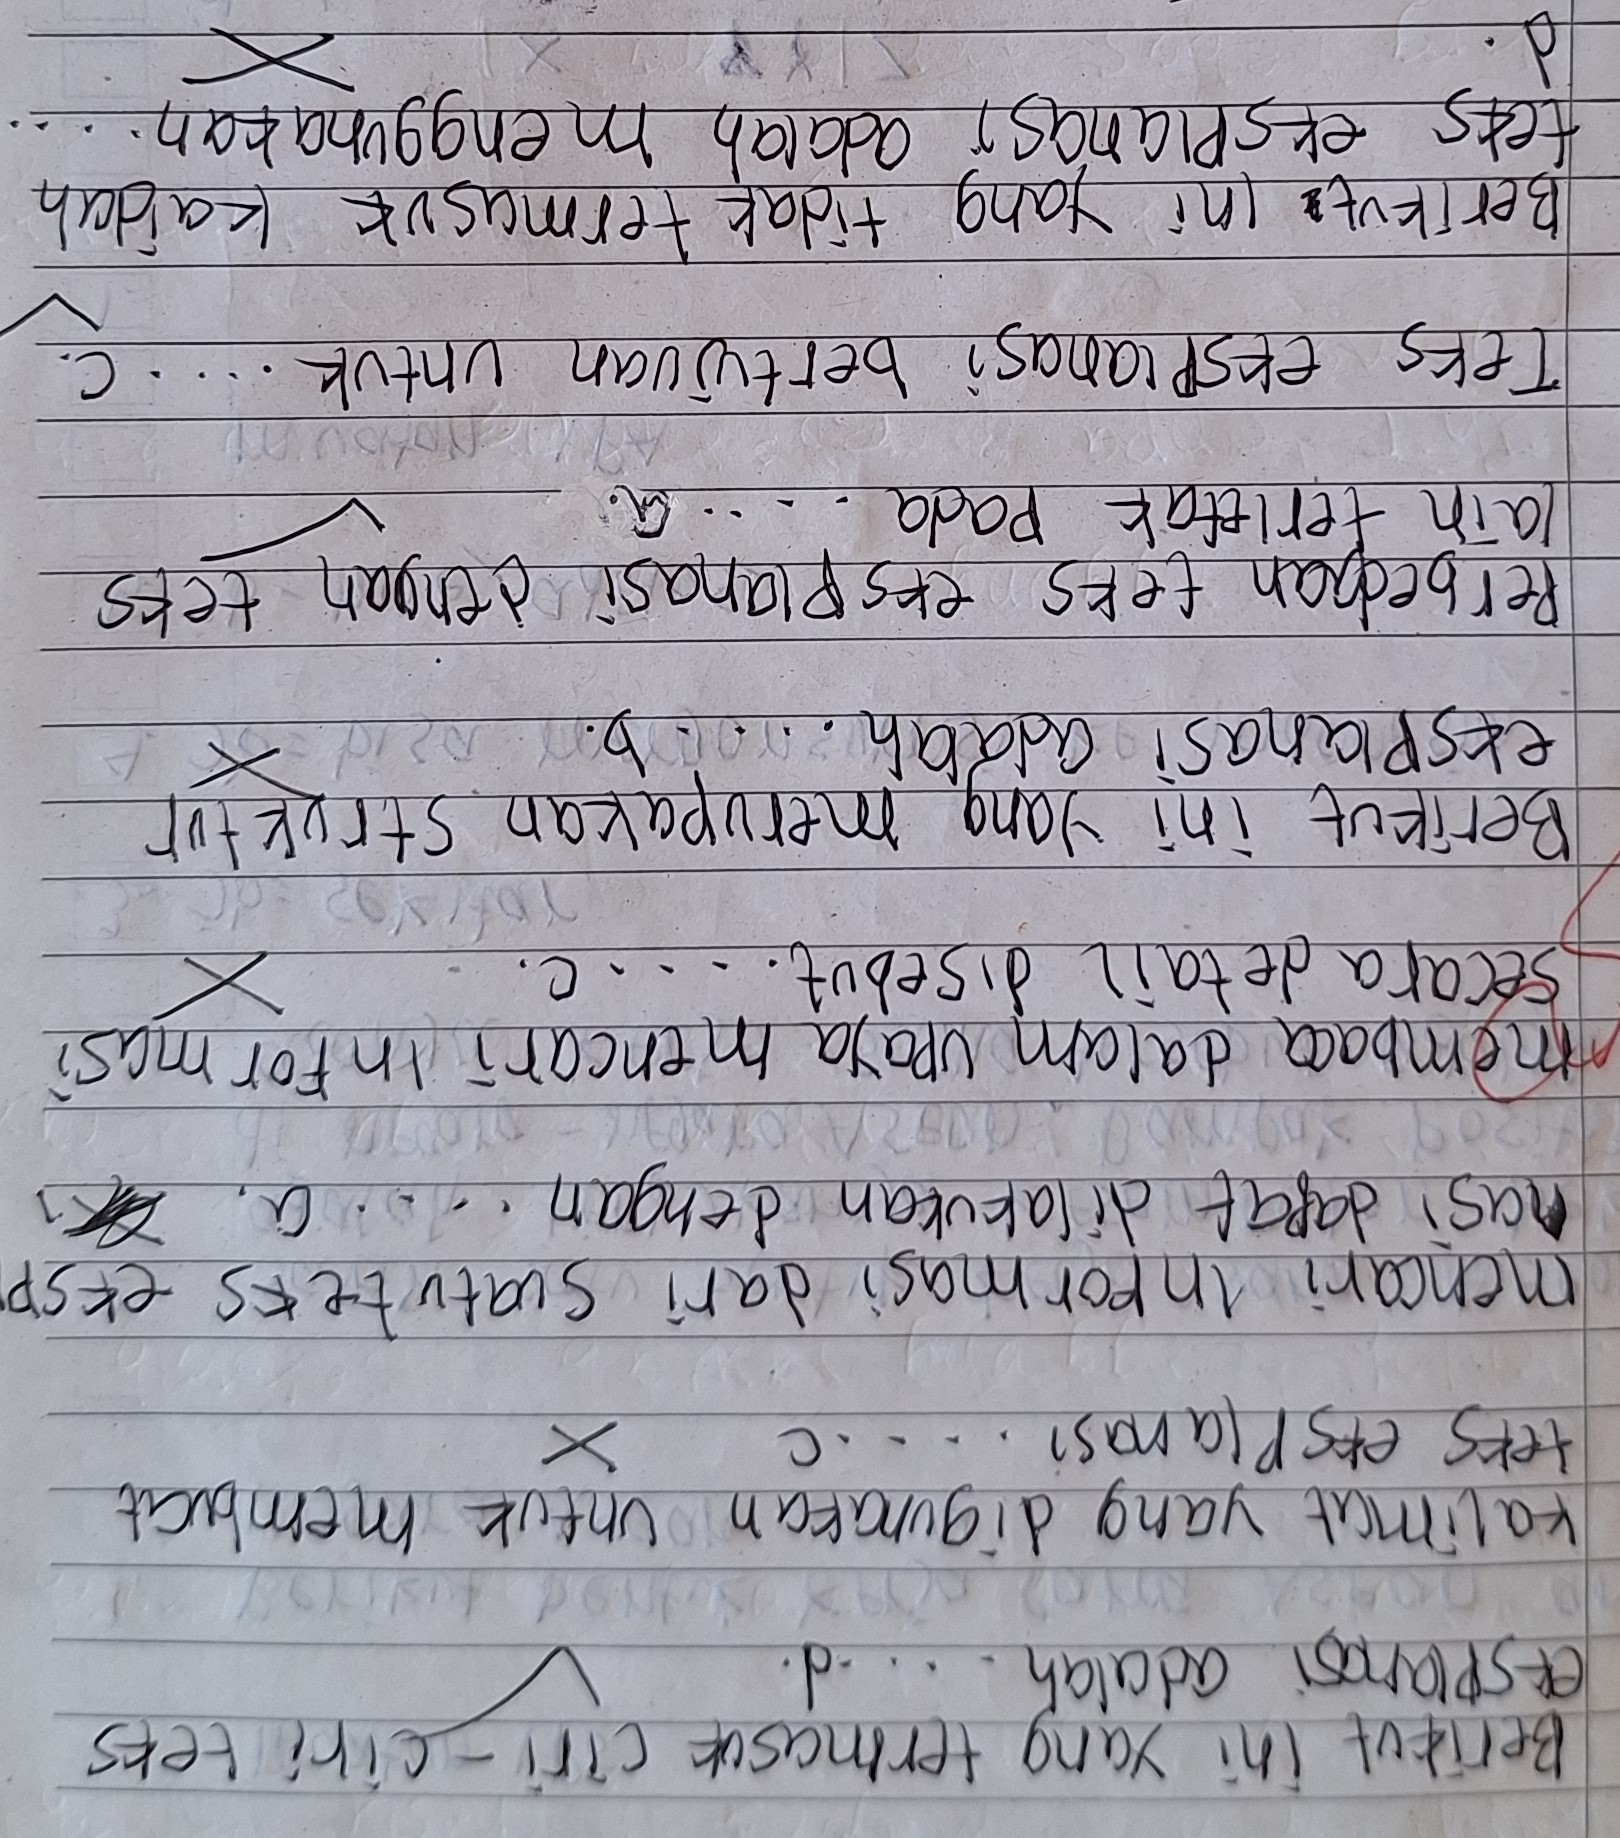 Berikut ini yang termasuk ciri-ciri teks
eksplanasi adalah.....d.
kalimat yang digunakan untuk membuat
teks eksplanasi.....c
mencari informasi dari suatu teks eksp
nasi dapat dilakukan dengan.....a.
membaca dalam upaya mencari informasi
secara detail disebut.....c.
Berikut ini yang merupakan struktur
eksplanasi adalah.....b.
Perbedaan teks eksplanasi dengan teks
lain terletak pada.....a.
Teks eksplanasi bertujuan untuk.....c.
Berikut ini yang tidak termasuk kaidah
teks eksplanasi adalah menggunakan....
d.